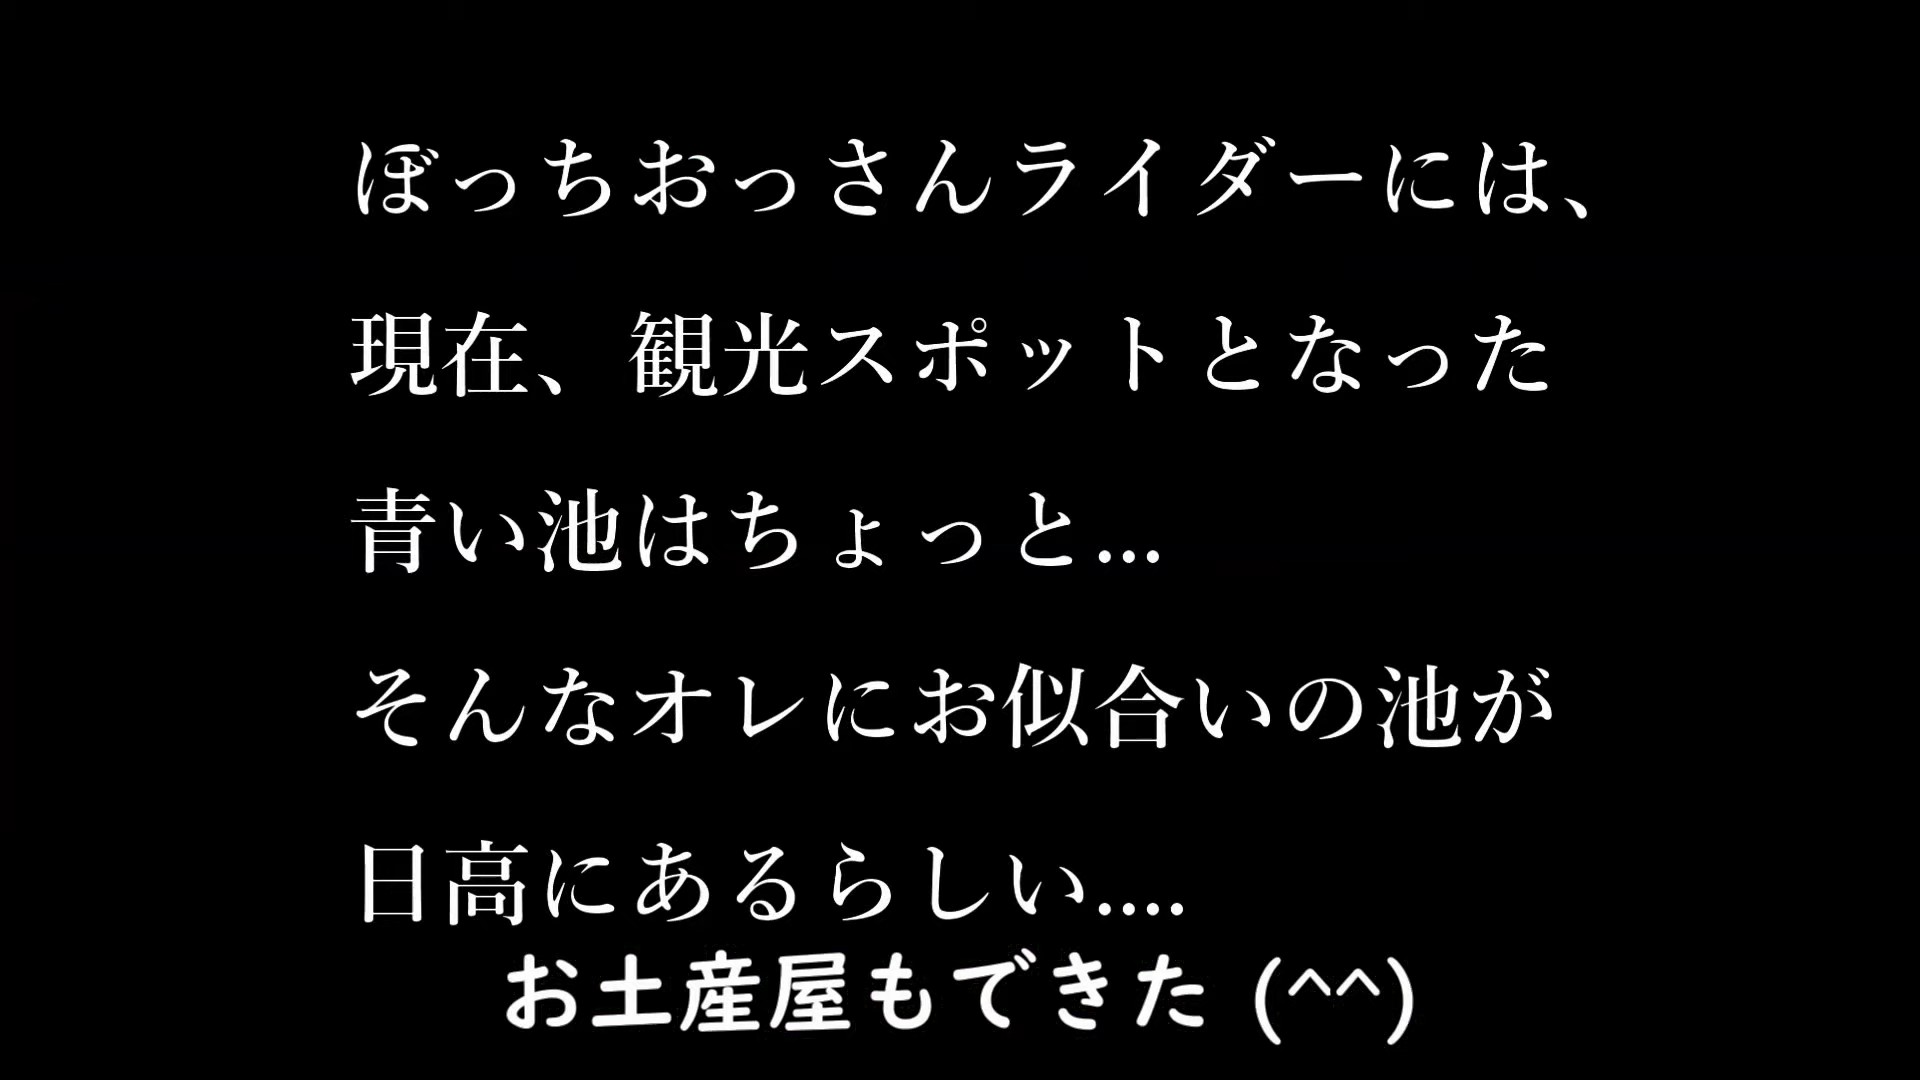 ぼっちおっさんライダーには、
現在、観光スポットとなった
青い池はちょっと...
そんなオレにお似合いの池が
日高にあるらしい....
お土産屋もできた (^^)